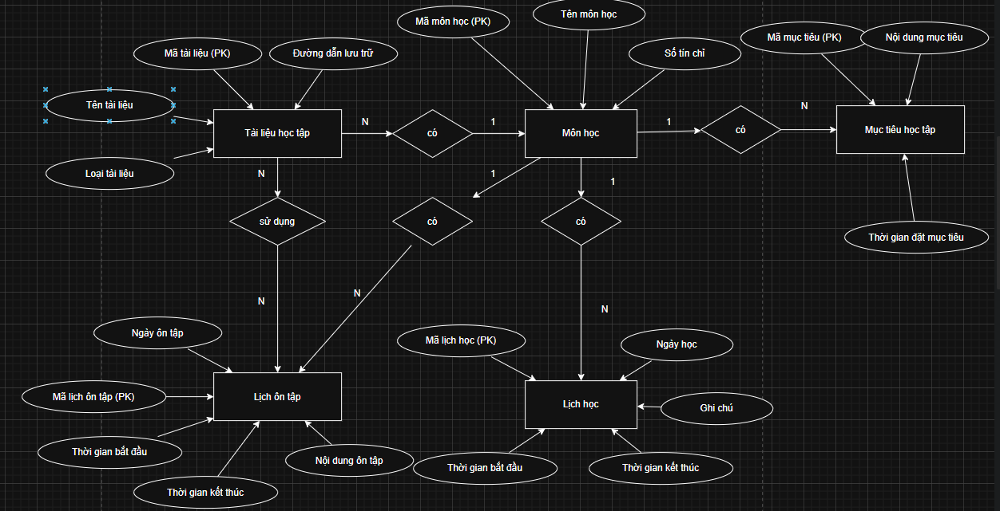 Tên môn học
Mã môn học (PK)
Mã mục tiêu (PK)
Nội dung mục tiêu
Mã tài liệu (PK)
Đường dẫn lưu trữ
Số tín chỉ
Tên tài liệu
N
Tài liệu học tập
N
có
1
Môn học
1
có
Mục tiêu học tập
Loại tài liệu
N
1
1
sử dụng
có
có
Thời gian đặt mục tiêu
N
N
N
Ngày ôn tập
Mã lịch học (PK)
Ngày học
Mã lịch ôn tập (PK)
Lịch ôn tập
Lịch học
Ghi chú
Thời gian bắt đầu
Nội dung ôn tập
Thời gian bắt đầu
Thời gian kết thúc
Thời gian kết thúc